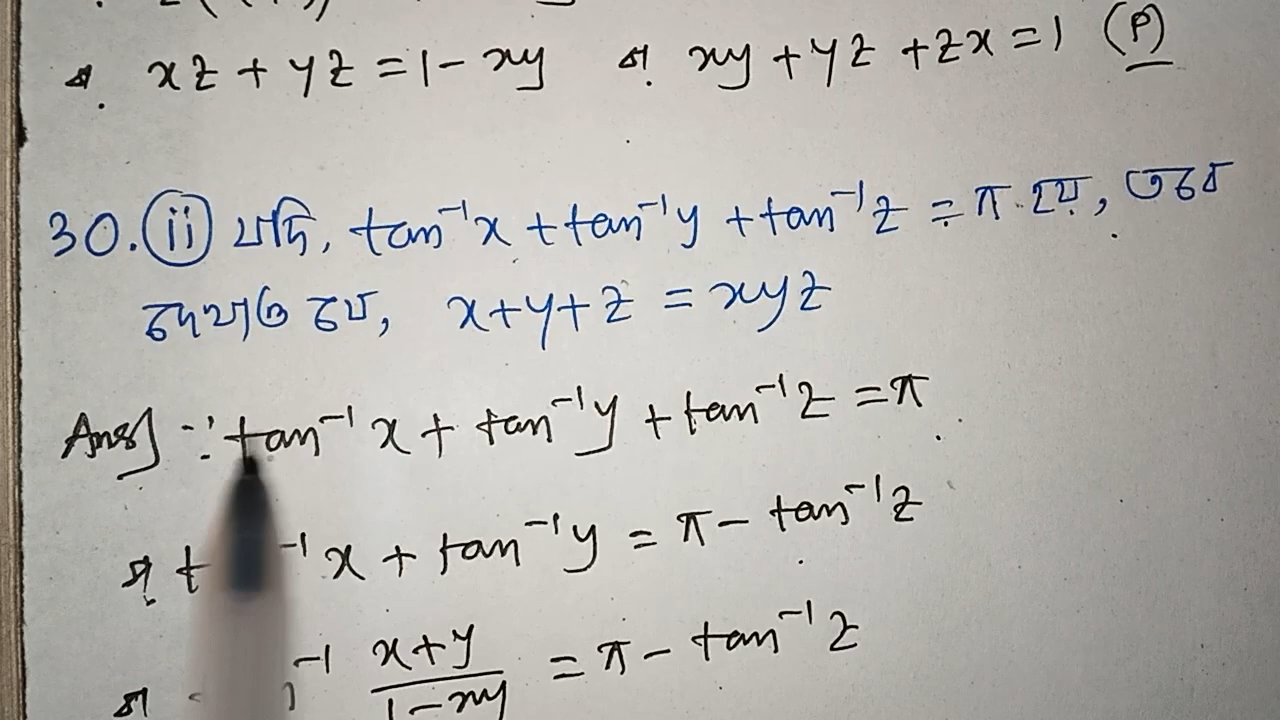 বা. xz + yz = 1 - xy বা. xy + yz + zx = 1 (P)
30. (ii) যদি, tan⁻¹x + tan⁻¹y + tan⁻¹z = π হয়, তবে
দেখাও যে, x+y+z = xyz
Ans] ∵ tan⁻¹x + tan⁻¹y + tan⁻¹z = π
বা, t⁻¹x + tan⁻¹y = π - tan⁻¹z
বা ⁻¹ x+y/1-xy = π - tan⁻¹z